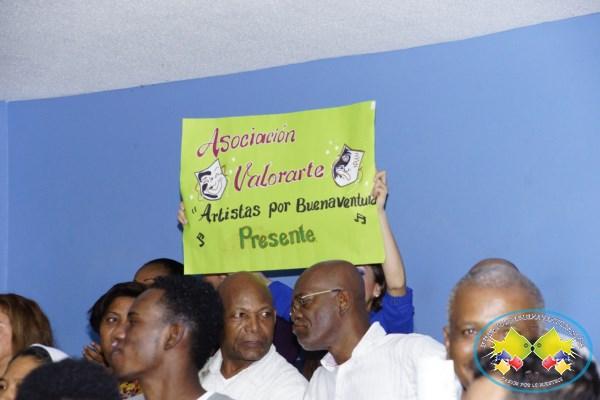 Asociación
Valorarte
"Artistas por Buenaventura
Presente